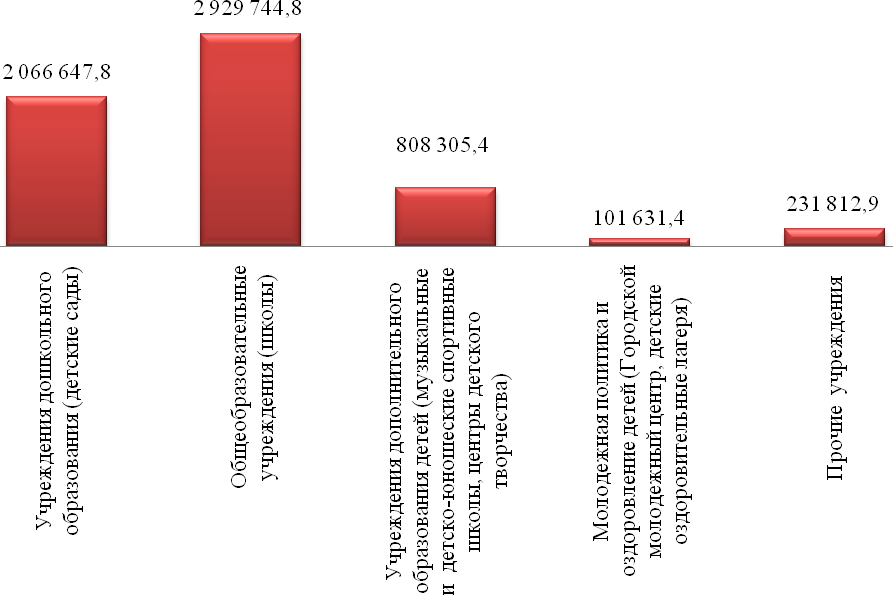 2 929 744,8
2 066 647,8
808 305,4
101 631,4
231 812,9
Учреждения дошкольного
образования (детские сады)
Общеобразовательные
учреждения (школы)
Учреждения дополнительного
образования детей (музыкальные
и детско-юношеские спортивные
школы, центры детского
творчества)
Молодежная политика и
оздоровление детей (Городской
молодежный центр, детские
оздоровительные лагеря)
Прочие учреждения